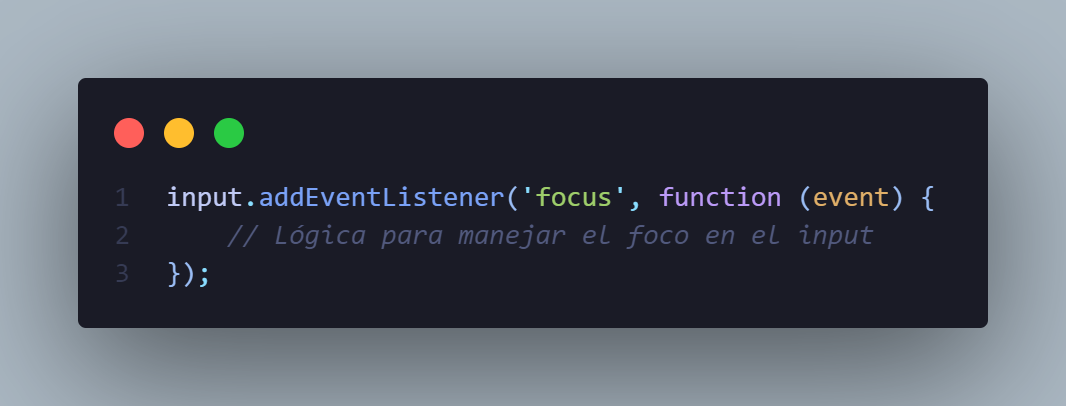 1 input.addEventListener('focus', function (event) {
2     // Lógica para manejar el foco en el input
3 });